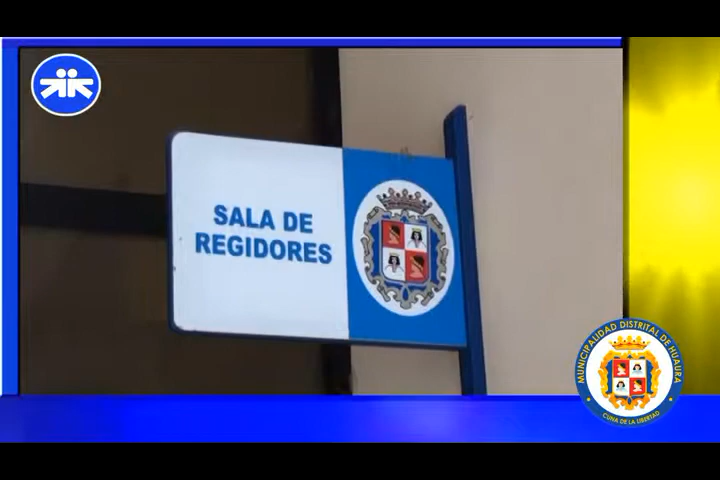 SALA DE
REGIDORES
MUNICIPALIDAD DISTRITAL DE HUAURA
CUNA DE LA LIBERTAD